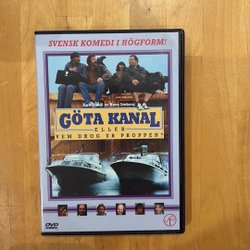 SVENSK KOMEDI I HÖGFORM!
GÖTA KANAL
ELLER
VEM DROG UR PROPPEN?
DVD